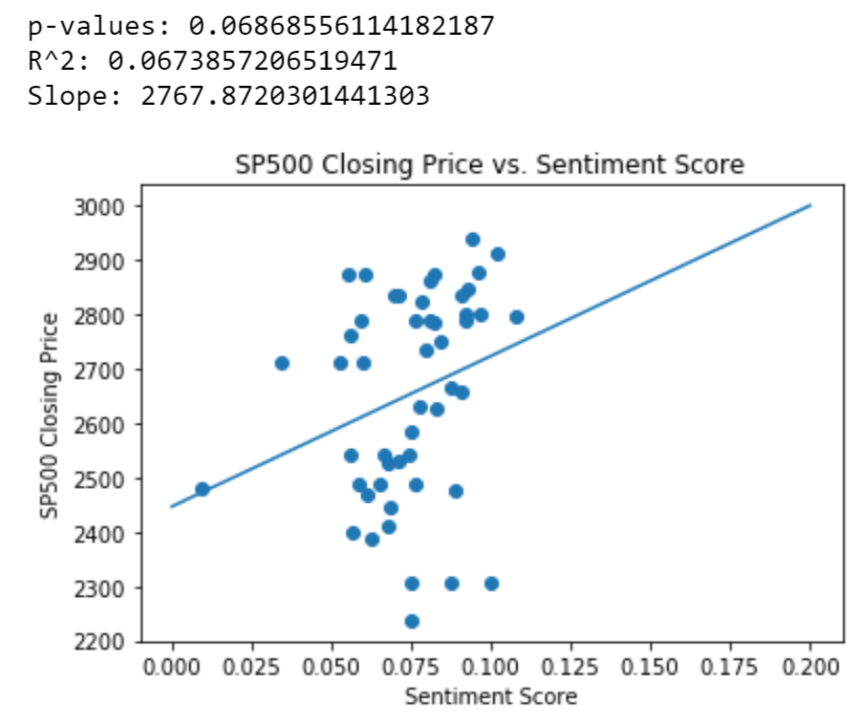 p-values: 0.06868556114182187
R^2: 0.0673857206519471
Slope: 2767.8720301441303
SP500 Closing Price vs. Sentiment Score
3000
2900
2800
2700
2600
2500
2400
2300
2200
SP500 Closing Price
0.000 0.025 0.050 0.075 0.100 0.125 0.150 0.175 0.200
Sentiment Score